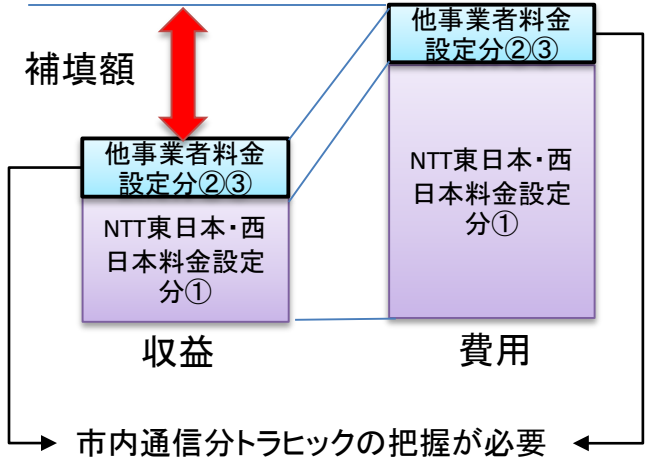 他事業者料金
設定分②③
補填額
他事業者料金
設定分②③
NTT東日本・西
日本料金設定
分①
NTT東日本・西
日本料金設定
分①
収益
費用
市内通信分トラヒックの把握が必要